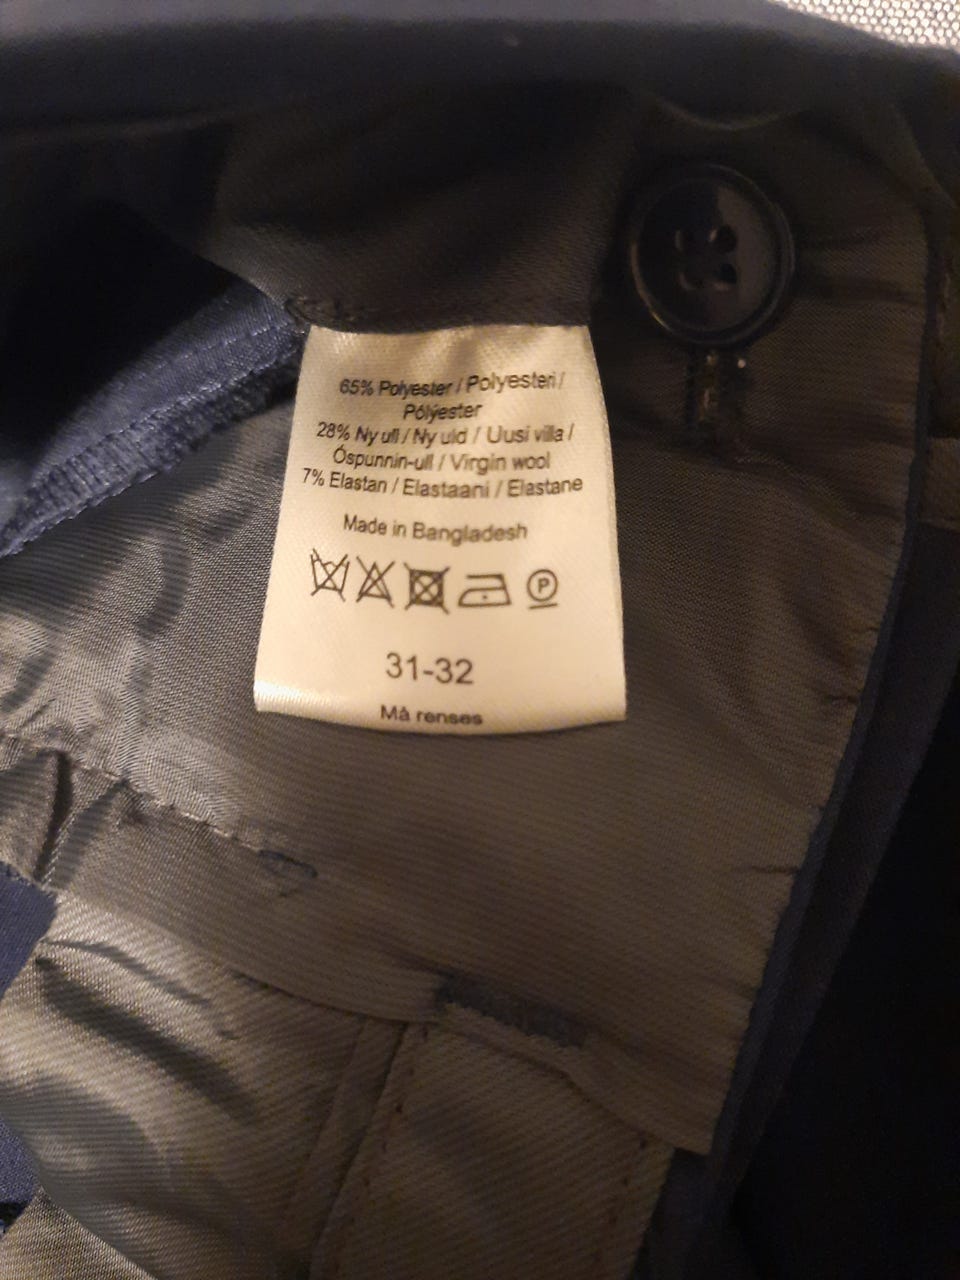 65% Polyester / Polyesteri /
Pólýester
28% Ny ull / Ny uld / Uusi villa /
Óspunnin-ull / Virgin wool
7% Elastan / Elastaani / Elastane
Made in Bangladesh
P
31-32
Må renses